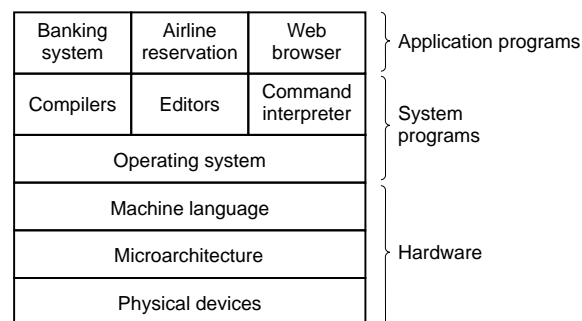 Banking
system
Airline
reservation
Web
browser
Application programs
Compilers
Editors
Command
interpreter
System
programs
Operating system
Machine language
Microarchitecture
Hardware
Physical devices